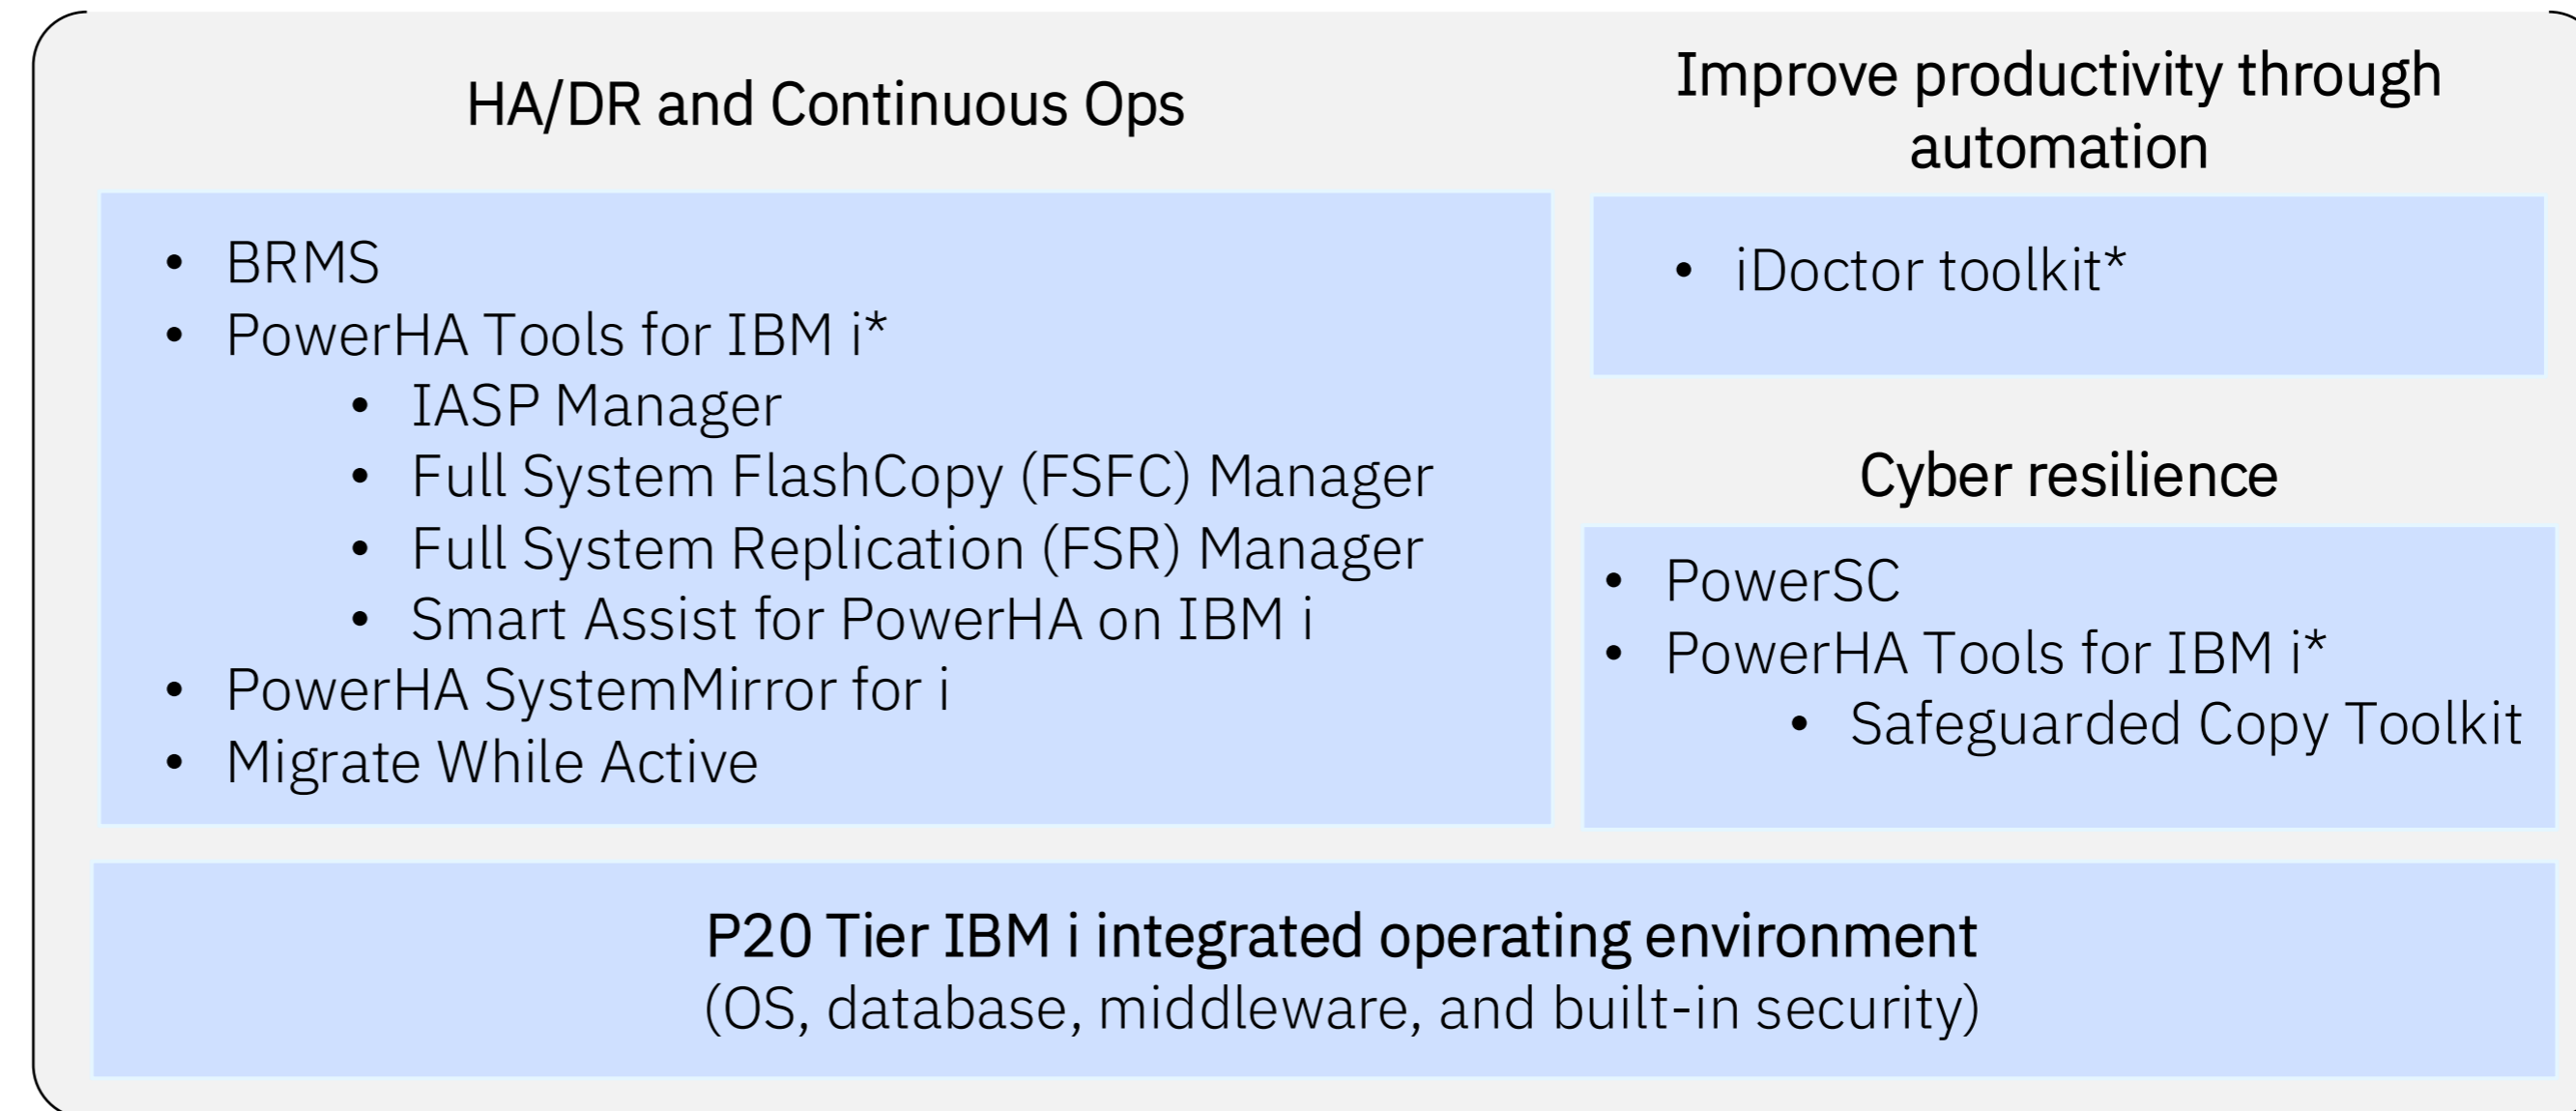 HA/DR and Continuous Ops
• BRMS
• PowerHA Tools for IBM i*
• IASP Manager
• Full System FlashCopy (FSFC) Manager
• Full System Replication (FSR) Manager
• Smart Assist for PowerHA on IBM i
• PowerHA SystemMirror for i
• Migrate While Active
Improve productivity through
automation
• iDoctor toolkit*
Cyber resilience
• PowerSC
• PowerHA Tools for IBM i*
• Safeguarded Copy Toolkit
P20 Tier IBM i integrated operating environment
(OS, database, middleware, and built-in security)